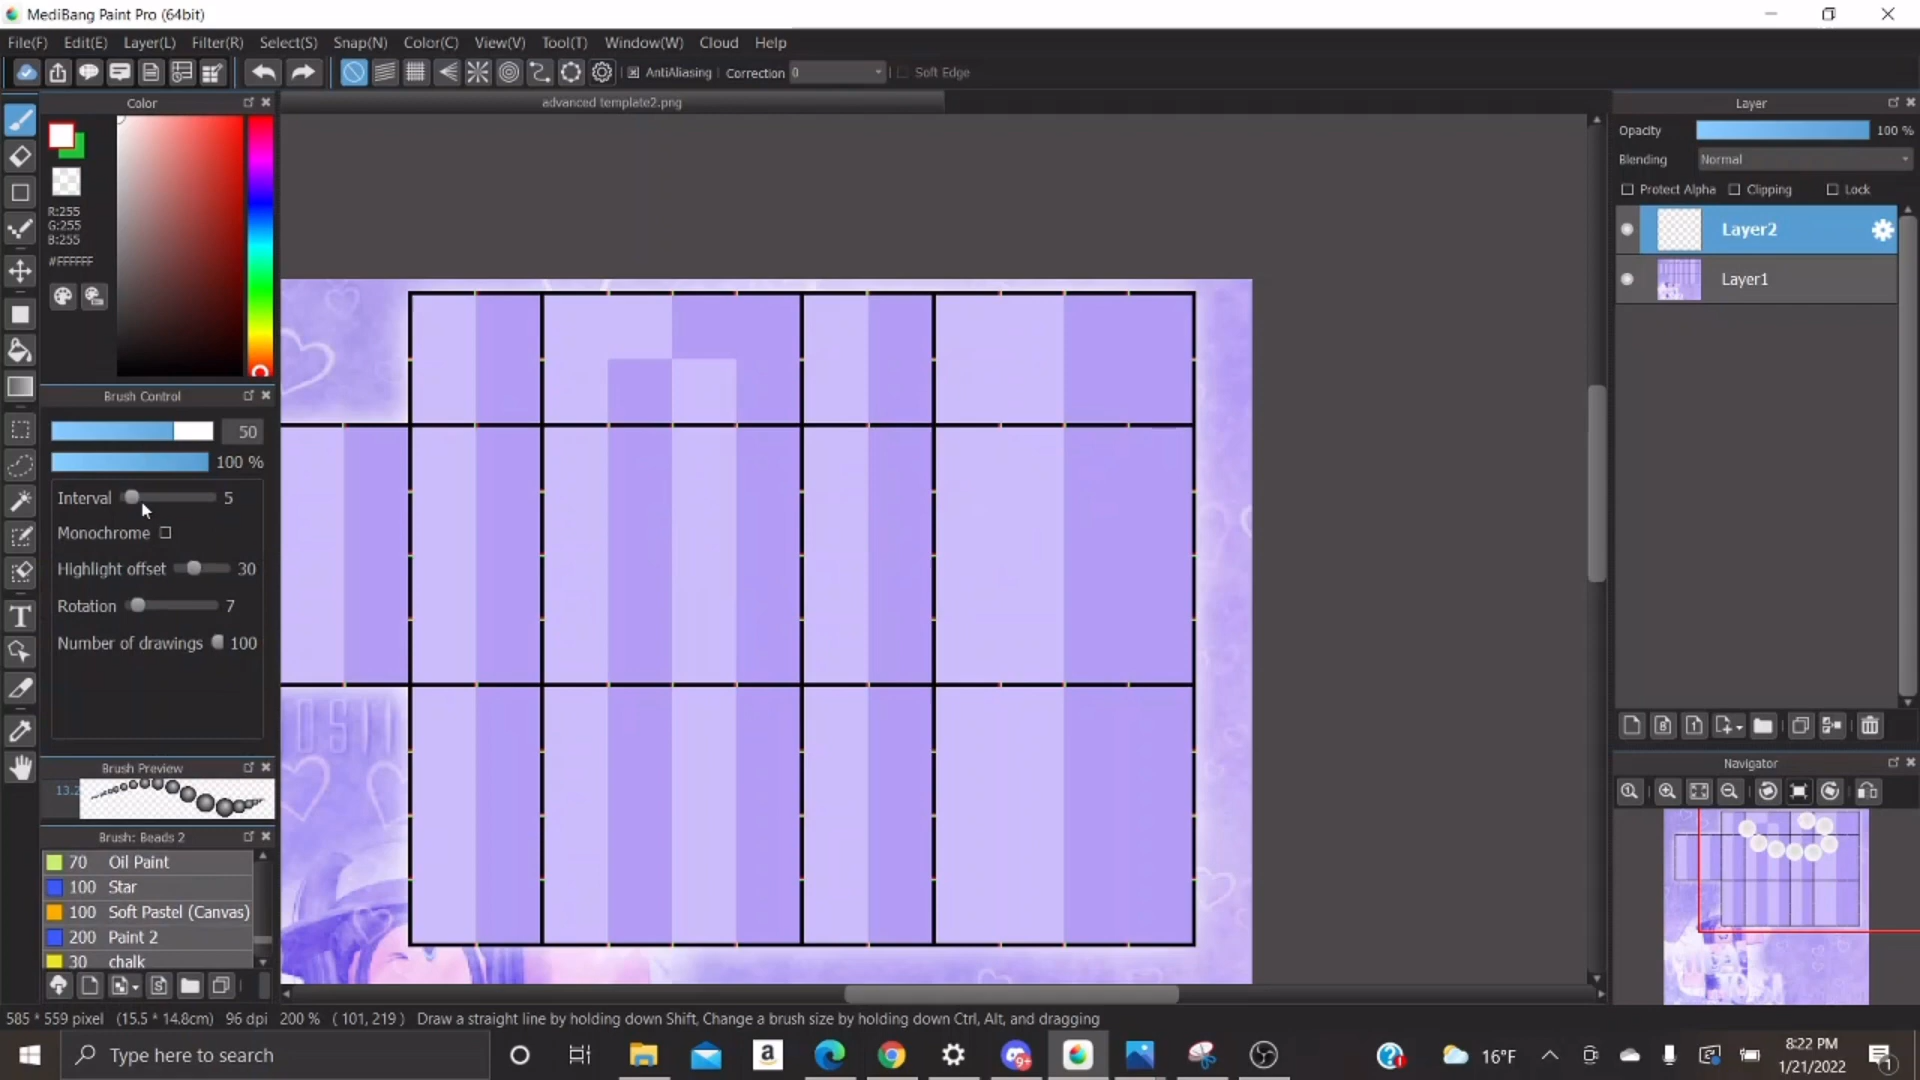 MediBang Paint Pro (64bit)
File(F) Edit(E) Layer(L) Filter(R) Select(S) Snap(N) Color(C) View(V) Tool(T) Window(W) Cloud Help
AntiAliasing Correction 0 Soft Edge
Color
advanced template2.png
Layer
Opacity 100 %
Blending Normal
Protect Alpha Clipping Lock
R:255
G:255
B:255
#FFFFFF
Layer2
Layer1
Brush Control
50
100 %
Interval 5
Monochrome
Highlight offset 30
Rotation 7
Number of drawings 100
Brush Preview
Navigator
Brush: Beads 2
70 Oil Paint
100 Star
100 Soft Pastel (Canvas)
200 Paint 2
30 chalk
585 * 559 pixel (15.5 * 14.8cm) 96 dpi 200 % ( 101, 219 ) Draw a straight line by holding down Shift, Change a brush size by holding down Ctrl, Alt, and dragging
Type here to search
16°F
8:22 PM
1/21/2022